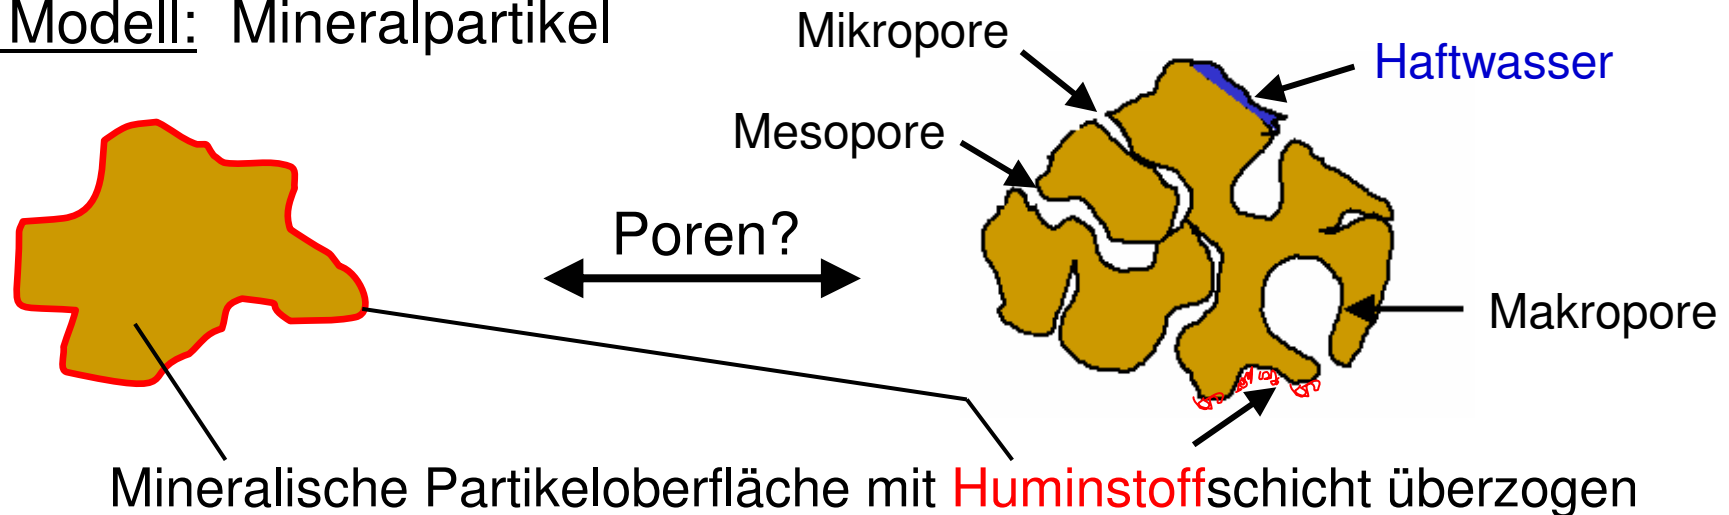 Modell: Mineralpartikel
Mikropore
Haftwasser
Mesopore
Poren?
Makropore
Mineralische Partikeloberfläche mit Huminstoffschicht überzogen